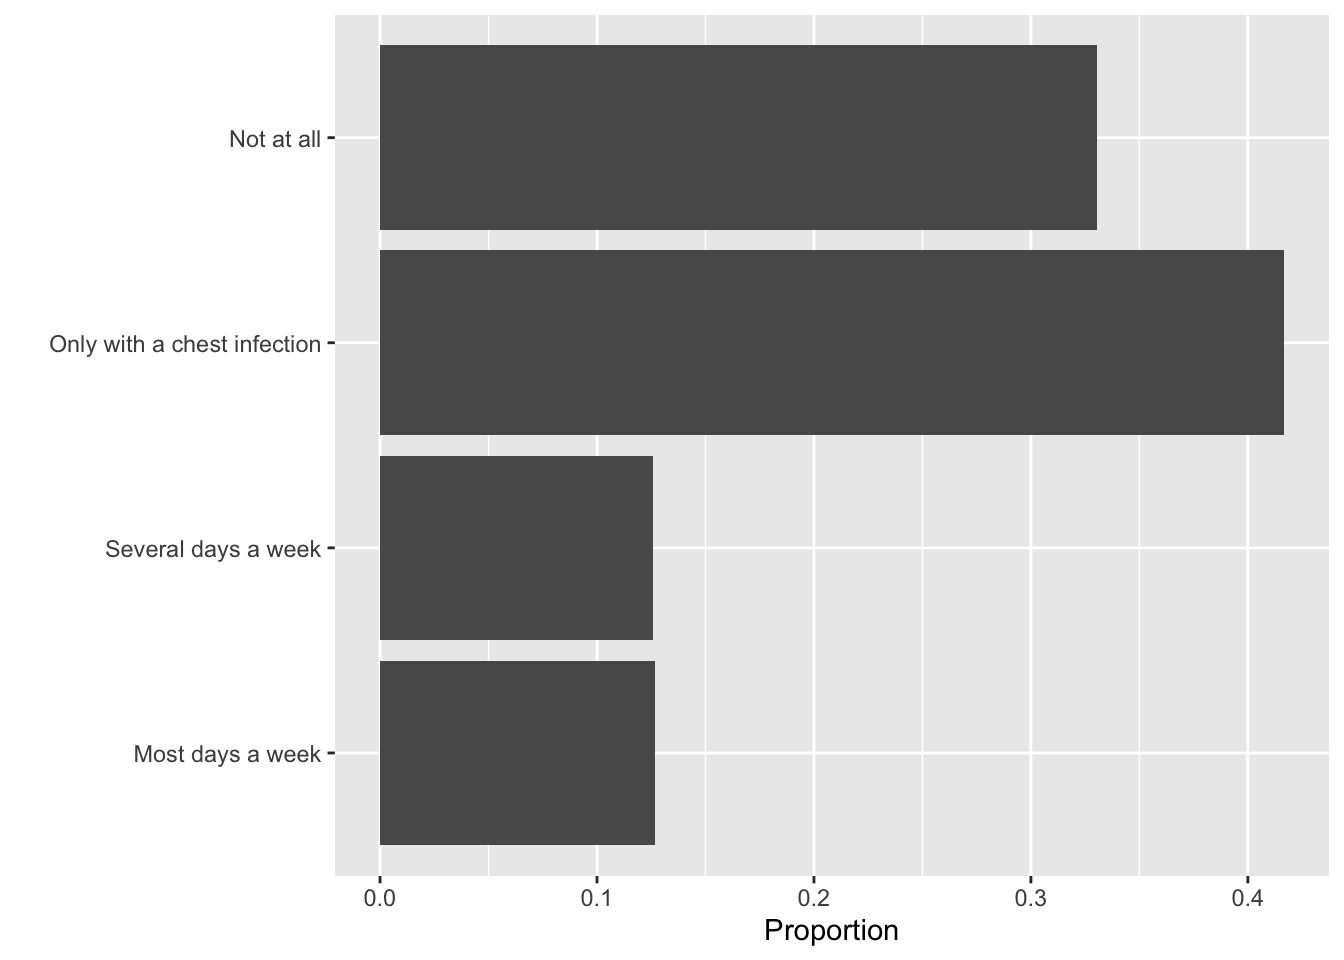 Not at all
Only with a chest infection
Several days a week
Most days a week
0.0 0.1 0.2 0.3 0.4
Proportion